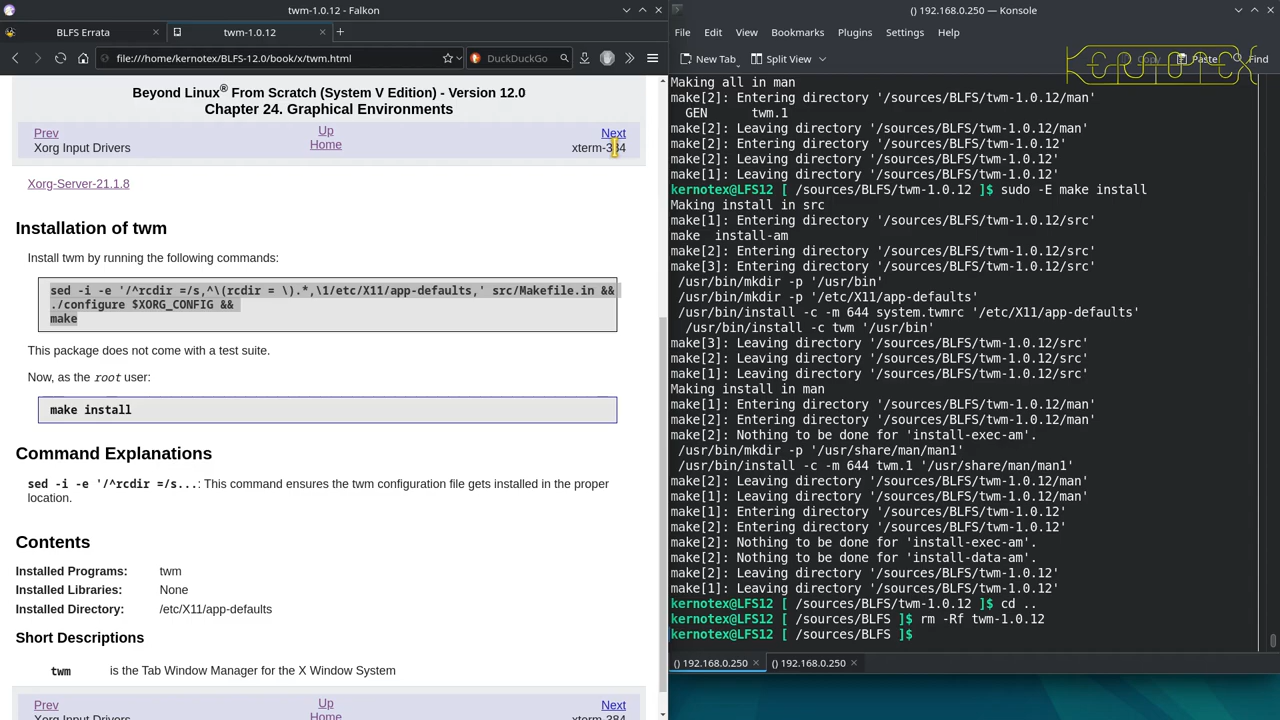 twm-1.0.12 - Falkon
BLFS Errata
twm-1.0.12
file:///home/kernotex/BLFS-12.0/book/x/twm.html
DuckDuckGo
Beyond Linux® From Scratch (System V Edition) - Version 12.0
Chapter 24. Graphical Environments
Prev Up Next
Xorg Input Drivers Home xterm-384
Xorg-Server-21.1.8
Installation of twm
Install twm by running the following commands:
sed -i -e '/^rcdir =/s,^\(rcdir = \).*,\1/etc/X11/app-defaults,' src/Makefile.in &&
./configure $XORG_CONFIG &&
make
This package does not come with a test suite.
Now, as the root user:
make install
Command Explanations
sed -i -e '/^rcdir =/s...: This command ensures the twm configuration file gets installed in the proper
location.
Contents
Installed Programs: twm
Installed Libraries: None
Installed Directory: /etc/X11/app-defaults
Short Descriptions
twm is the Tab Window Manager for the X Window System
Prev Up Next
Xorg Input Drivers Home xterm-384
() 192.168.0.250 — Konsole
File Edit View Bookmarks Plugins Settings Help
New Tab Split View Copy Paste Find
KERNOTEX
Making all in man
make[2]: Entering directory '/sources/BLFS/twm-1.0.12/man'
GEN twm.1
make[2]: Leaving directory '/sources/BLFS/twm-1.0.12/man'
make[2]: Entering directory '/sources/BLFS/twm-1.0.12'
make[2]: Leaving directory '/sources/BLFS/twm-1.0.12'
make[1]: Leaving directory '/sources/BLFS/twm-1.0.12'
kernotex@LFS12 [ /sources/BLFS/twm-1.0.12 ]$ sudo -E make install
Making install in src
make[1]: Entering directory '/sources/BLFS/twm-1.0.12/src'
make install-am
make[2]: Entering directory '/sources/BLFS/twm-1.0.12/src'
make[3]: Entering directory '/sources/BLFS/twm-1.0.12/src'
/usr/bin/mkdir -p '/usr/bin'
/usr/bin/mkdir -p '/etc/X11/app-defaults'
/usr/bin/install -c -m 644 system.twmrc '/etc/X11/app-defaults'
/usr/bin/install -c twm '/usr/bin'
make[3]: Leaving directory '/sources/BLFS/twm-1.0.12/src'
make[2]: Leaving directory '/sources/BLFS/twm-1.0.12/src'
make[1]: Leaving directory '/sources/BLFS/twm-1.0.12/src'
Making install in man
make[1]: Entering directory '/sources/BLFS/twm-1.0.12/man'
make[2]: Entering directory '/sources/BLFS/twm-1.0.12/man'
make[2]: Nothing to be done for 'install-exec-am'.
/usr/bin/mkdir -p '/usr/share/man/man1'
/usr/bin/install -c -m 644 twm.1 '/usr/share/man/man1'
make[2]: Leaving directory '/sources/BLFS/twm-1.0.12/man'
make[1]: Leaving directory '/sources/BLFS/twm-1.0.12/man'
make[1]: Entering directory '/sources/BLFS/twm-1.0.12'
make[2]: Entering directory '/sources/BLFS/twm-1.0.12'
make[2]: Nothing to be done for 'install-exec-am'.
make[2]: Nothing to be done for 'install-data-am'.
make[2]: Leaving directory '/sources/BLFS/twm-1.0.12'
make[1]: Leaving directory '/sources/BLFS/twm-1.0.12'
kernotex@LFS12 [ /sources/BLFS/twm-1.0.12 ]$ cd ..
kernotex@LFS12 [ /sources/BLFS ]$ rm -Rf twm-1.0.12
kernotex@LFS12 [ /sources/BLFS ]$
() 192.168.0.250
() 192.168.0.250